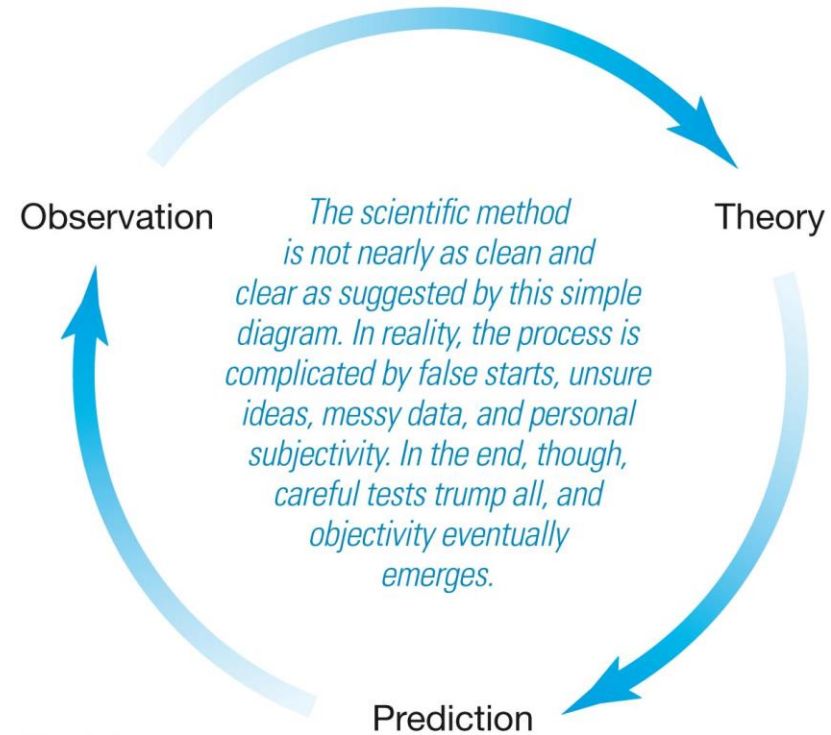 Observation
Theory
The scientific method
is not nearly as clean and
clear as suggested by this simple
diagram. In reality, the process is
complicated by false starts, unsure
ideas, messy data, and personal
subjectivity. In the end, though,
careful tests trump all, and
objectivity eventually
emerges.
Prediction